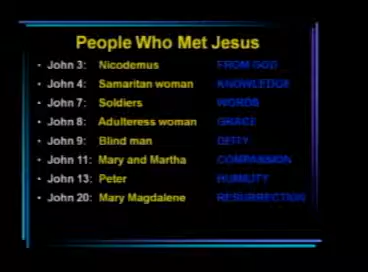 People Who Met Jesus
• John 3: Nicodemus FROM GOD
• John 4: Samaritan woman KNOWLEDGE
• John 7: Soldiers WORDS
• John 8: Adulteress woman GRACE
• John 9: Blind man DEITY
• John 11: Mary and Martha COMPASSION
• John 13: Peter HUMILITY
• John 20: Mary Magdalene RESURRECTION